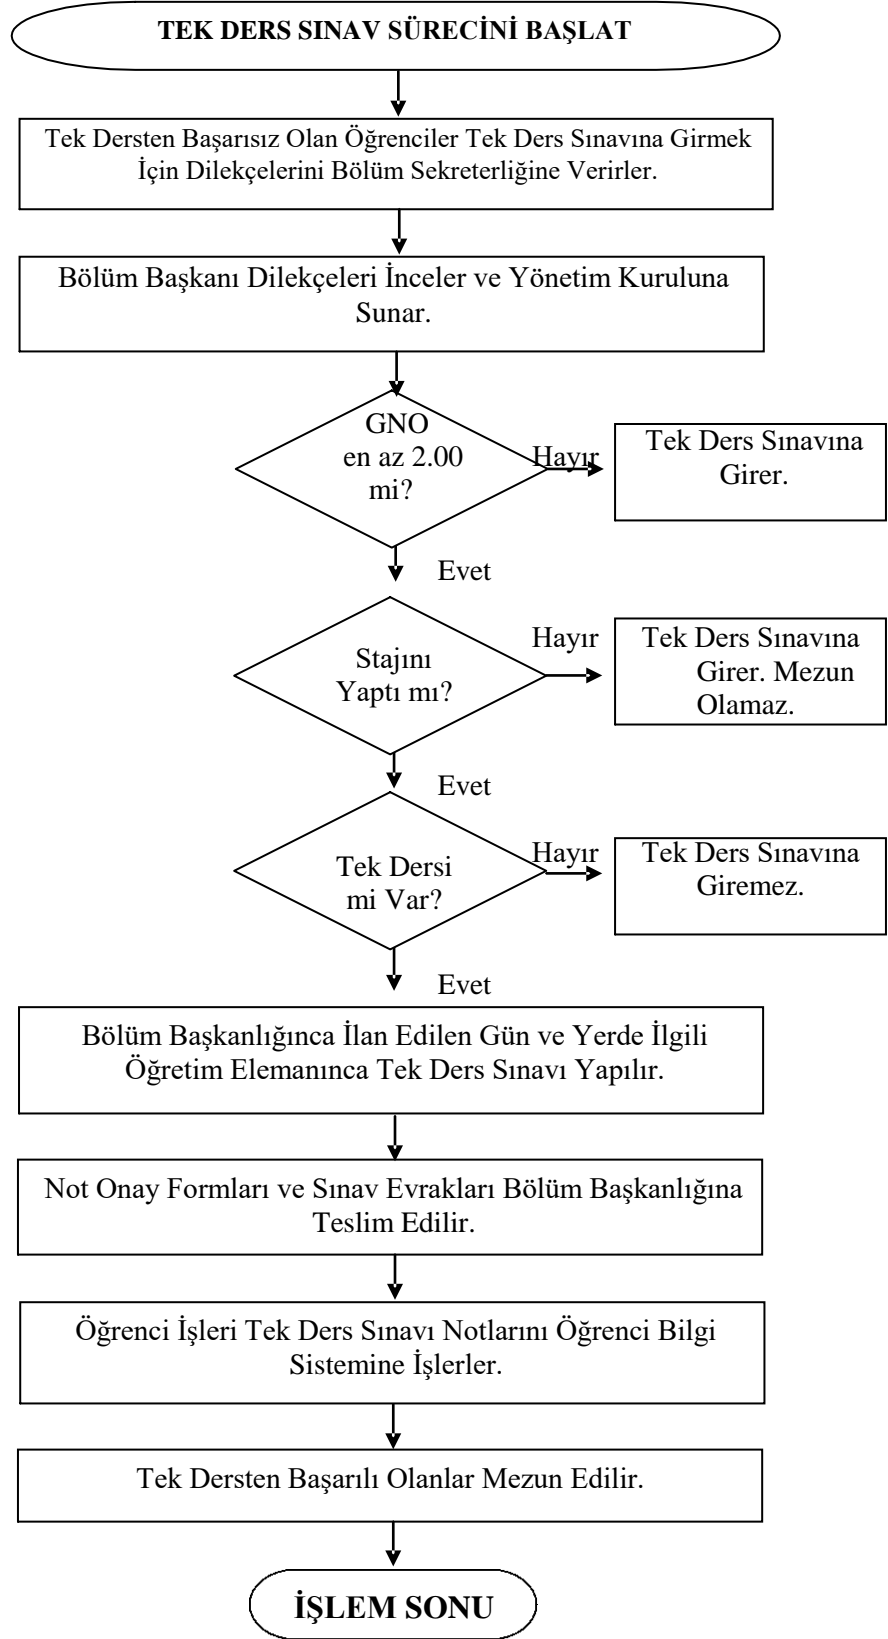 TEK DERS SINAV SÜRECİNİ BAŞLAT
Tek Dersten Başarısız Olan Öğrenciler Tek Ders Sınavına Girmek
İçin Dilekçelerini Bölüm Sekreterliğine Verirler.
Bölüm Başkanı Dilekçeleri İnceler ve Yönetim Kuruluna
Sunar.
GNO
en az 2.00
mi?
Hayır
Tek Ders Sınavına
Girer.
Evet
Stajını
Yaptı mı?
Hayır
Tek Ders Sınavına
Girer. Mezun
Olamaz.
Evet
Tek Dersi
mi Var?
Hayır
Tek Ders Sınavına
Giremez.
Evet
Bölüm Başkanlığınca İlan Edilen Gün ve Yerde İlgili
Öğretim Elemanınca Tek Ders Sınavı Yapılır.
Not Onay Formları ve Sınav Evrakları Bölüm Başkanlığına
Teslim Edilir.
Öğrenci İşleri Tek Ders Sınavı Notlarını Öğrenci Bilgi
Sistemine İşlerler.
Tek Dersten Başarılı Olanlar Mezun Edilir.
İŞLEM SONU